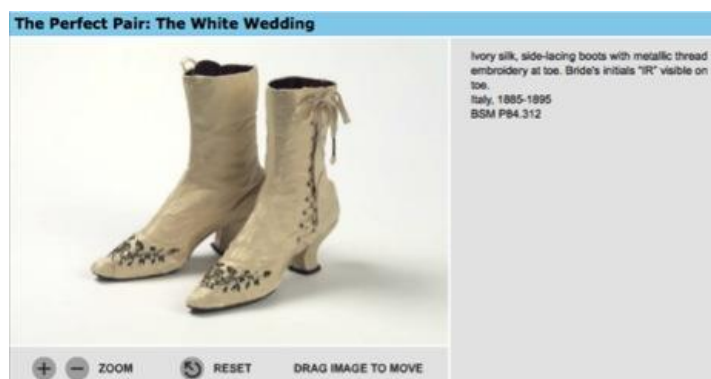 The Perfect Pair: The White Wedding
Ivory silk, side-lacing boots with metallic thread
embroidery at toe. Bride's initials "IR" visible on
toe.
Italy, 1885-1895
BSM P84.312
+ − ZOOM RESET DRAG IMAGE TO MOVE